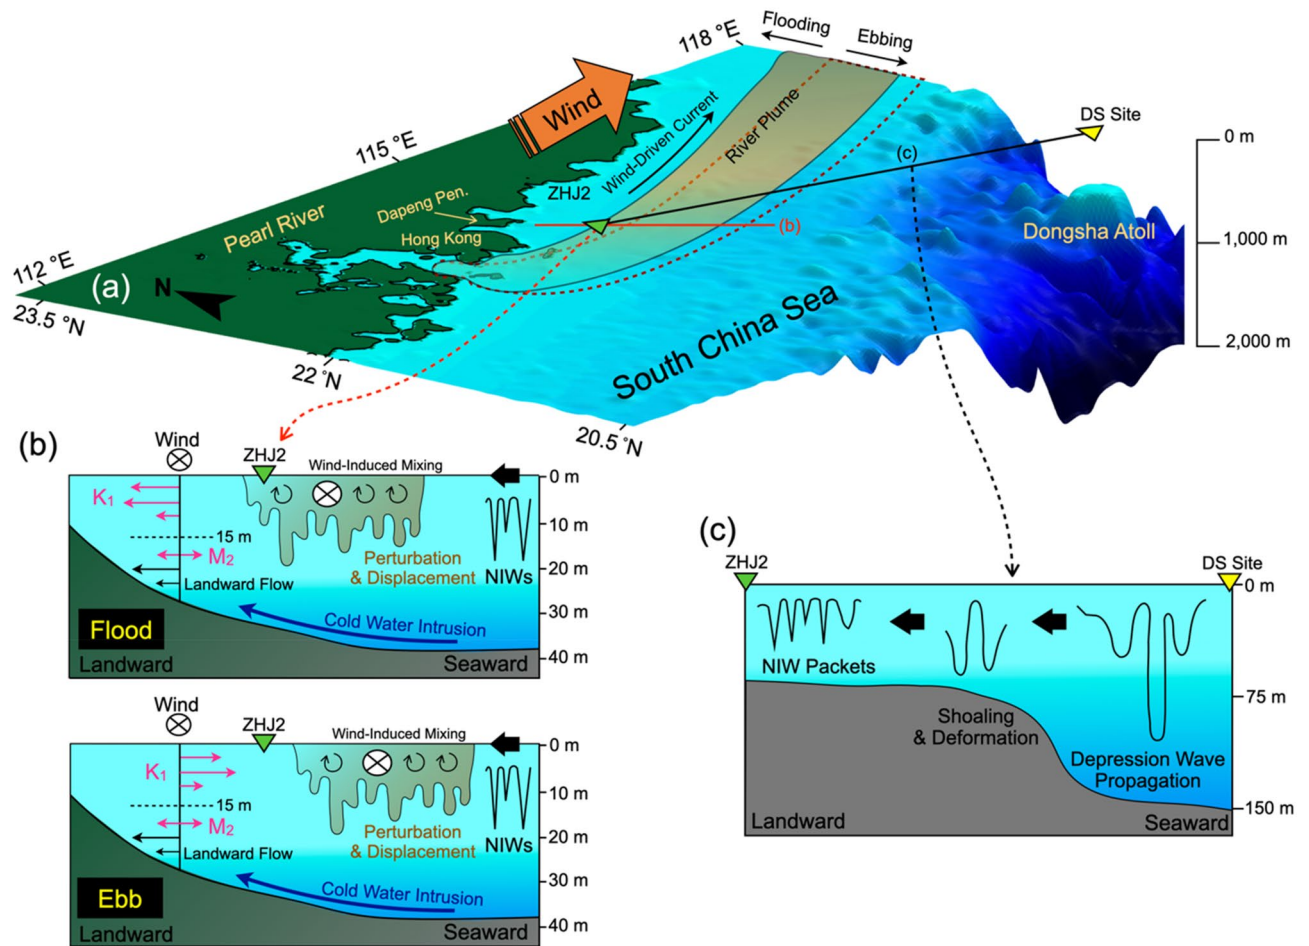 Flooding
Ebbing
118 °E
Wind
DS Site
0 m
115 °E
Wind-Driven Current
River Plume
(c)
ZHJ2
Dapeng Pen.
Pearl River
Hong Kong
(b)
Dongsha Atoll
1,000 m
112 °E
(a)
N
23.5 °N
South China Sea
2,000 m
22 °N
20.5 °N
(b)
Wind
ZHJ2
Wind-Induced Mixing
0 m
K1
10 m
15 m
M2
Perturbation
& Displacement
NIWs
20 m
Landward Flow
30 m
Flood
Cold Water Intrusion
40 m
Landward
Seaward
Wind
ZHJ2
Wind-Induced Mixing
0 m
K1
10 m
15 m
M2
Perturbation
& Displacement
NIWs
20 m
Landward Flow
30 m
Ebb
Cold Water Intrusion
40 m
Landward
Seaward
(c)
ZHJ2
DS Site
0 m
NIW Packets
75 m
Shoaling
& Deformation
Depression Wave
Propagation
150 m
Landward
Seaward